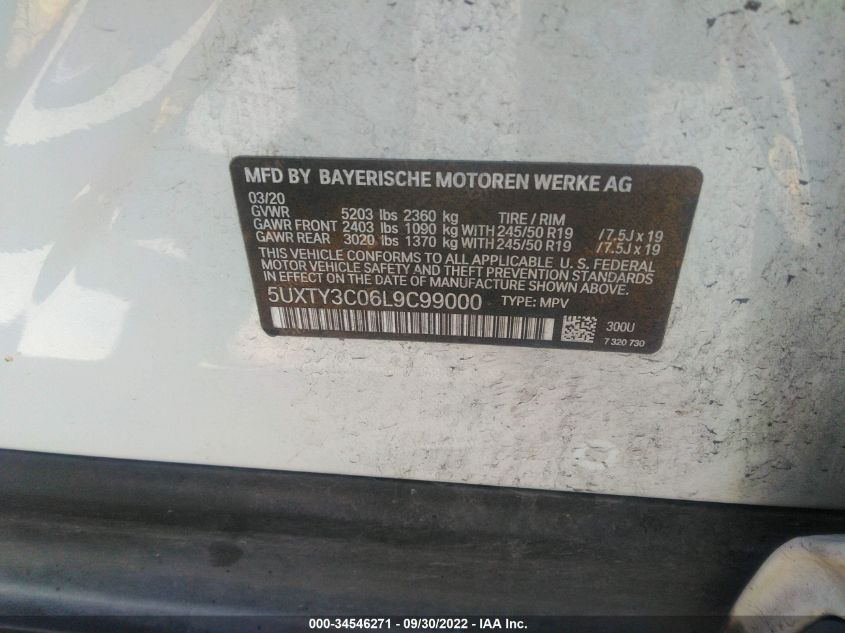 MFD BY BAYERISCHE MOTOREN WERKE AG
03/20
GVWR 5203 lbs 2360 kg TIRE / RIM
GAWR FRONT 2403 lbs 1090 kg WITH 245/50 R19 /7.5J x 19
GAWR REAR 3020 lbs 1370 kg WITH 245/50 R19 /7.5J x 19
THIS VEHICLE CONFORMS TO ALL APPLICABLE U.S. FEDERAL
MOTOR VEHICLE SAFETY AND THEFT PREVENTION STANDARDS
IN EFFECT ON THE DATE OF MANUFACTURE SHOWN ABOVE.
5UXTY3C06L9C99000 TYPE: MPV
300U
7 320 730
000-34546271 - 09/30/2022 - IAA Inc.